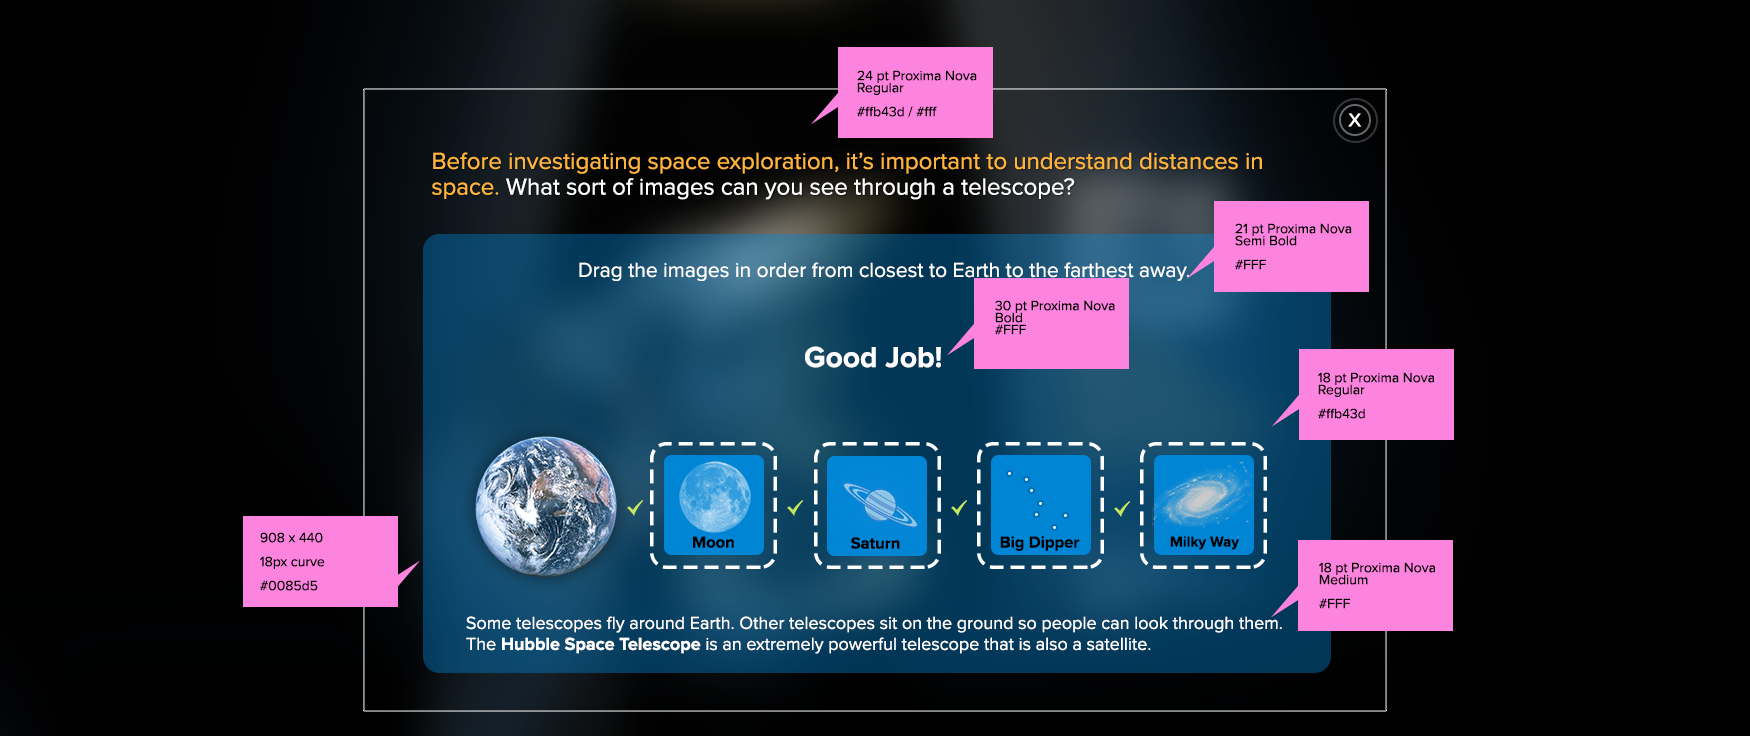 24 pt Proxima Nova
Regular
#ffb43d / #fff
X
Before investigating space exploration, it's important to understand distances in
space. What sort of images can you see through a telescope?
21 pt Proxima Nova
Semi Bold
#FFF
Drag the images in order from closest to Earth to the farthest away.
30 pt Proxima Nova
Bold
#FFF
Good Job!
18 pt Proxima Nova
Regular
#ffb43d
Moon
Saturn
Big Dipper
Milky Way
908 x 440
18px curve
#0085d5
18 pt Proxima Nova
Medium
#FFF
Some telescopes fly around Earth. Other telescopes sit on the ground so people can look through them.
The Hubble Space Telescope is an extremely powerful telescope that is also a satellite.